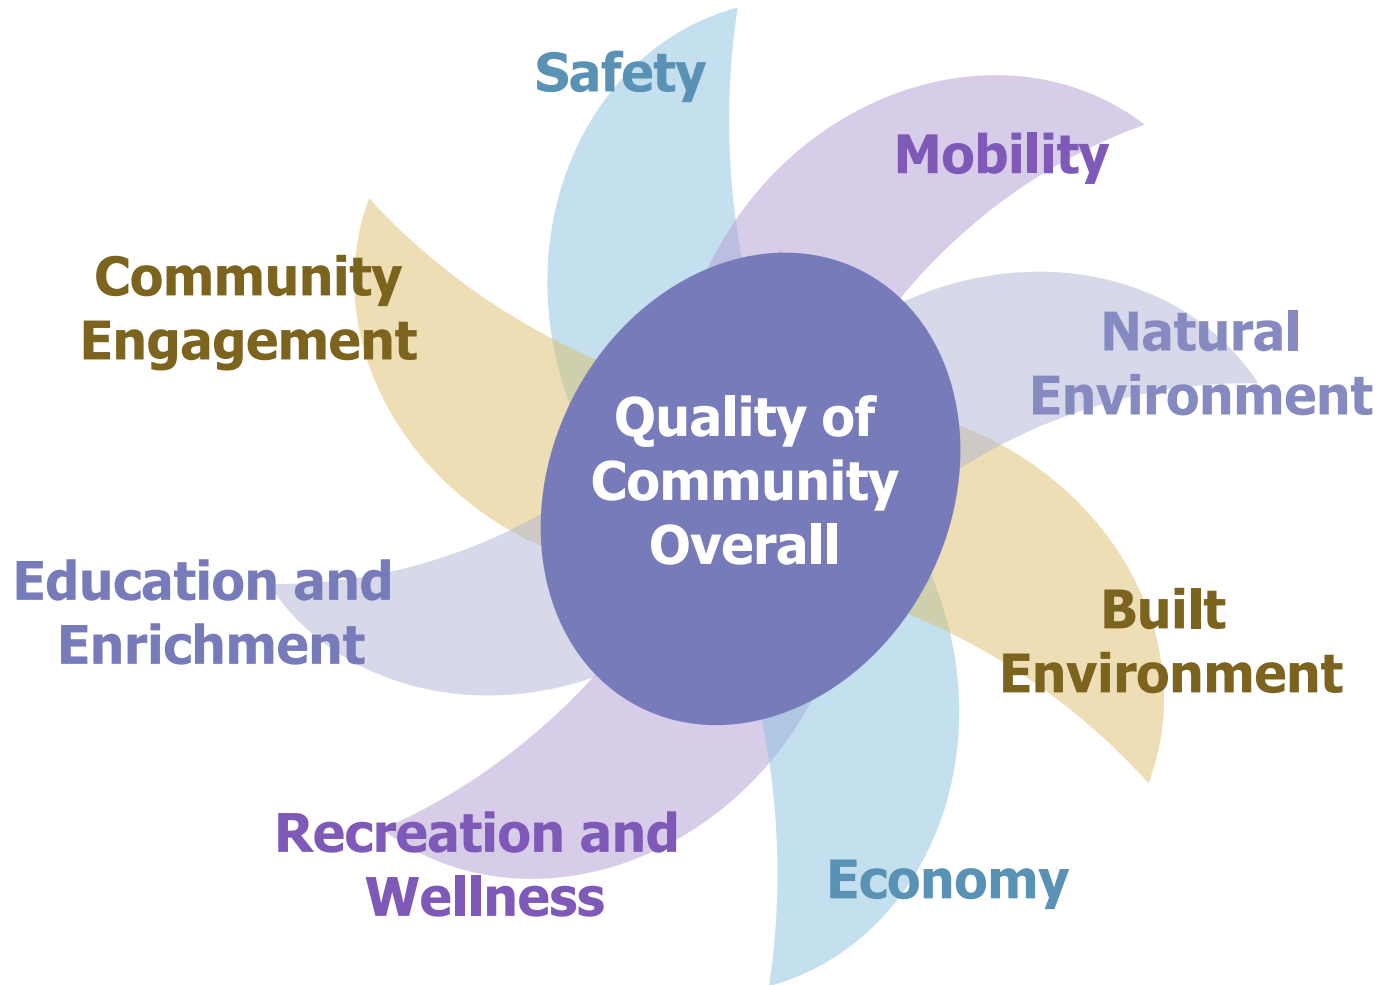 Safety
Mobility
Community
Engagement
Natural
Environment
Quality of
Community
Overall
Education and
Enrichment
Built
Environment
Recreation and
Wellness
Economy